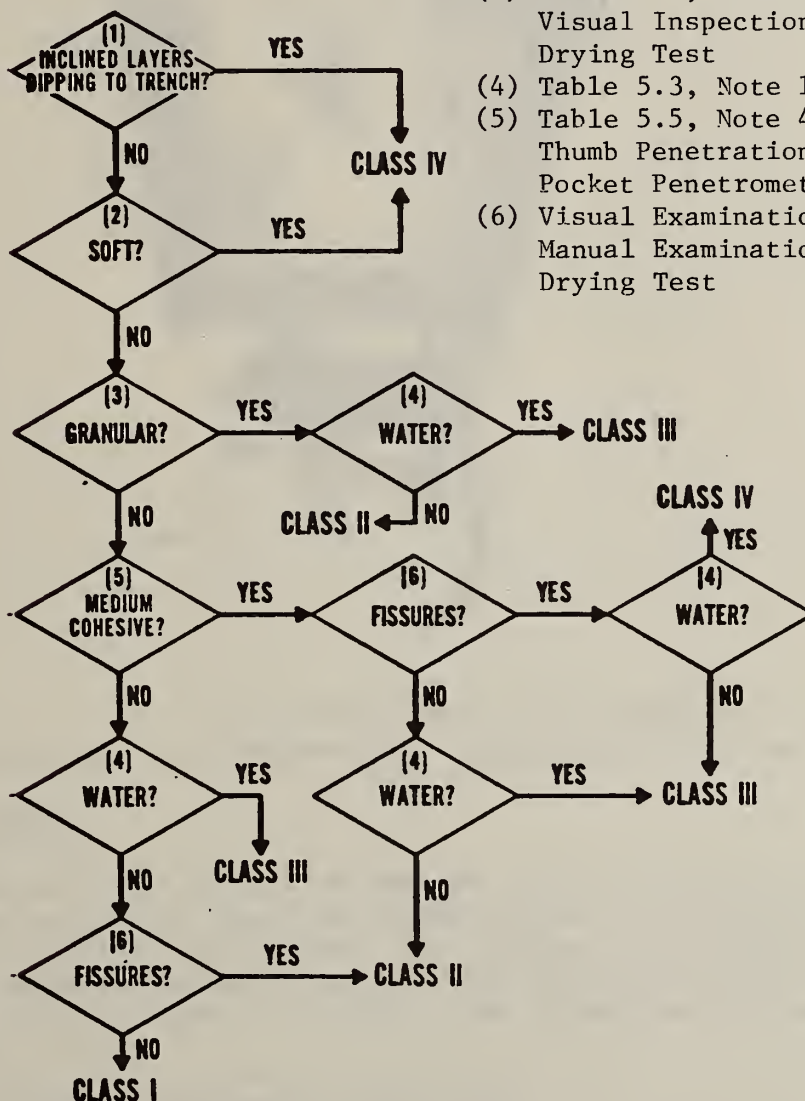 Visual Inspection
Drying Test
(4) Table 5.3, Note
(5) Table 5.5, Note 4
Thumb Penetration
Pocket
(6) Visual
Manual
Drying Test
(1)
INCLINED LAYERS
DIPPING TO TRENCH?
YES
NO
CLASS IV
(2)
SOFT?
YES
NO
(3)
GRANULAR?
YES
(4)
WATER?
YES
CLASS III
NO
CLASS II
NO
CLASS IV
YES
(5)
MEDIUM
COHESIVE?
YES
(6)
FISSURES?
YES
(4)
WATER?
NO
NO
NO
(4)
WATER?
YES
CLASS III
(4)
WATER?
YES
CLASS III
NO
NO
(6)
FISSURES?
YES
CLASS II
NO
CLASS I